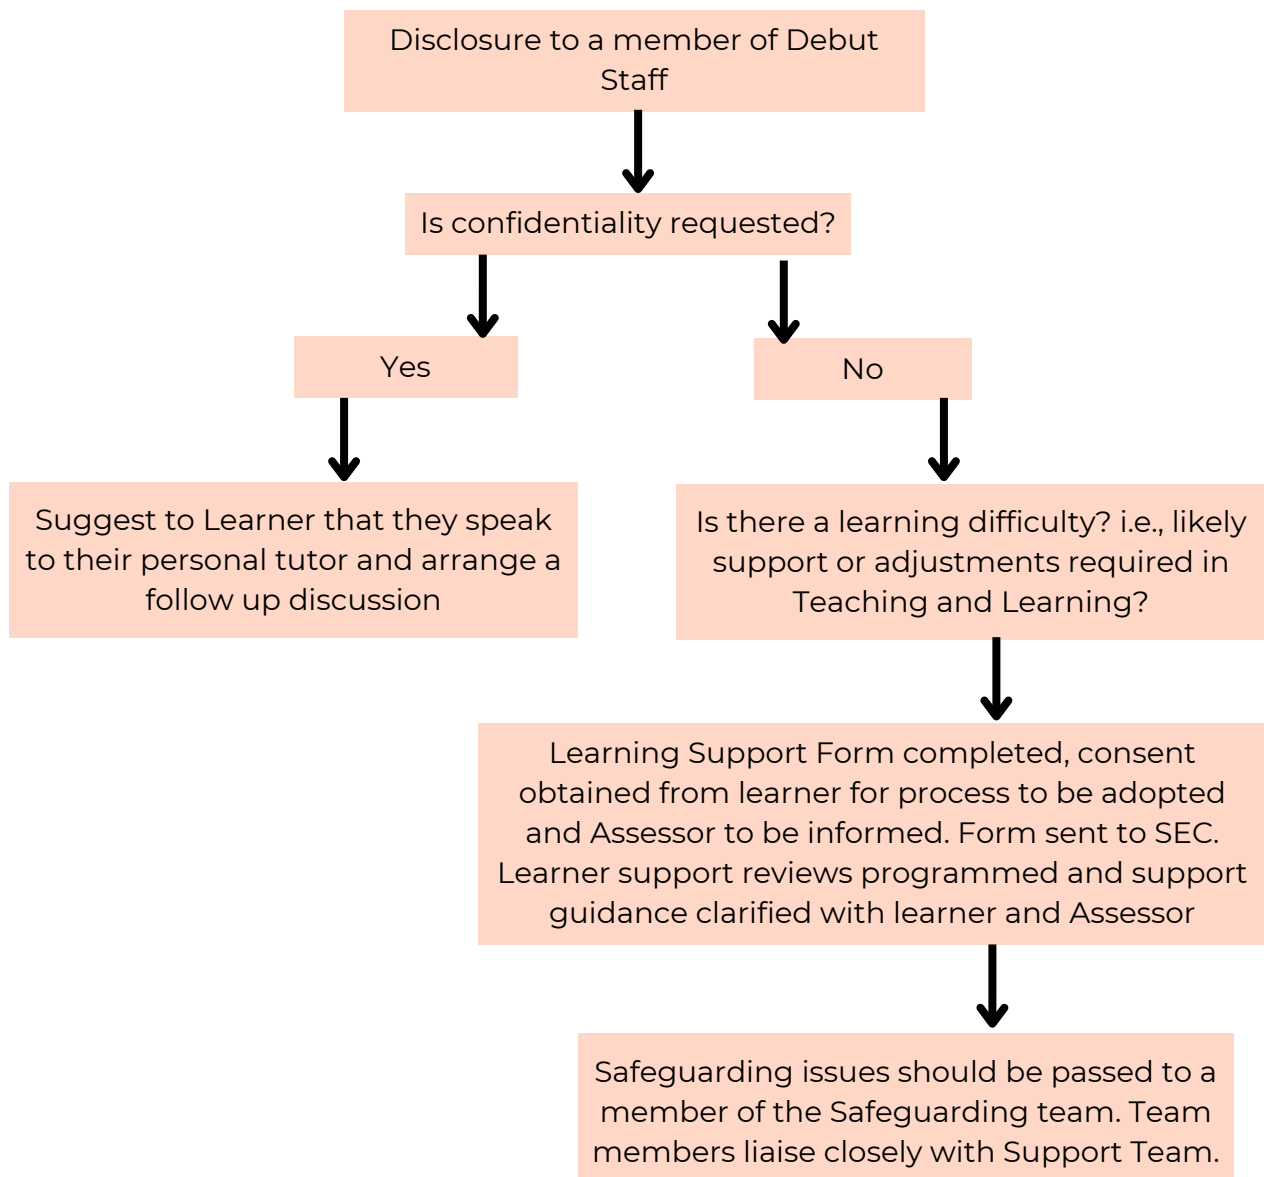 Disclosure to a member of Debut
Staff
Is confidentiality requested?
Yes
No
Suggest to Learner that they speak
to their personal tutor and arrange a
follow up discussion
Is there a learning difficulty? i.e., likely
support or adjustments required in
Teaching and Learning?
Learning Support Form completed, consent
obtained from learner for process to be adopted
and Assessor to be informed. Form sent to SEC.
Learner support reviews programmed and support
guidance clarified with learner and Assessor
Safeguarding issues should be passed to a
member of the Safeguarding team. Team
members liaise closely with Support Team.